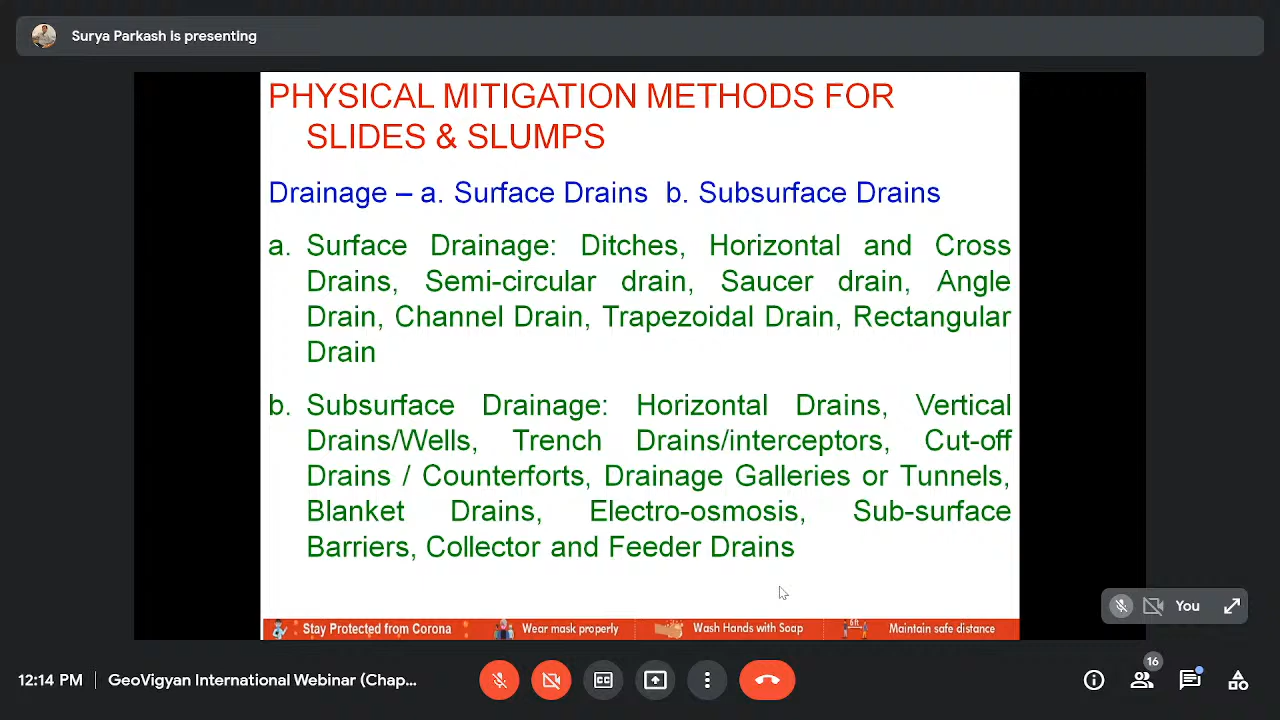 Surya Parkash is presenting
PHYSICAL MITIGATION METHODS FOR
SLIDES & SLUMPS
Drainage – a. Surface Drains b. Subsurface Drains
a. Surface Drainage: Ditches, Horizontal and Cross
Drains, Semi-circular drain, Saucer drain, Angle
Drain, Channel Drain, Trapezoidal Drain, Rectangular
Drain
b. Subsurface Drainage: Horizontal Drains, Vertical
Drains/Wells, Trench Drains/interceptors, Cut-off
Drains / Counterforts, Drainage Galleries or Tunnels,
Blanket Drains, Electro-osmosis, Sub-surface
Barriers, Collector and Feeder Drains
You
Stay Protected from Corona Wear mask properly Wash Hands with Soap 6ft Maintain safe distance
12:14 PM GeoVigyan International Webinar (Chap... 16